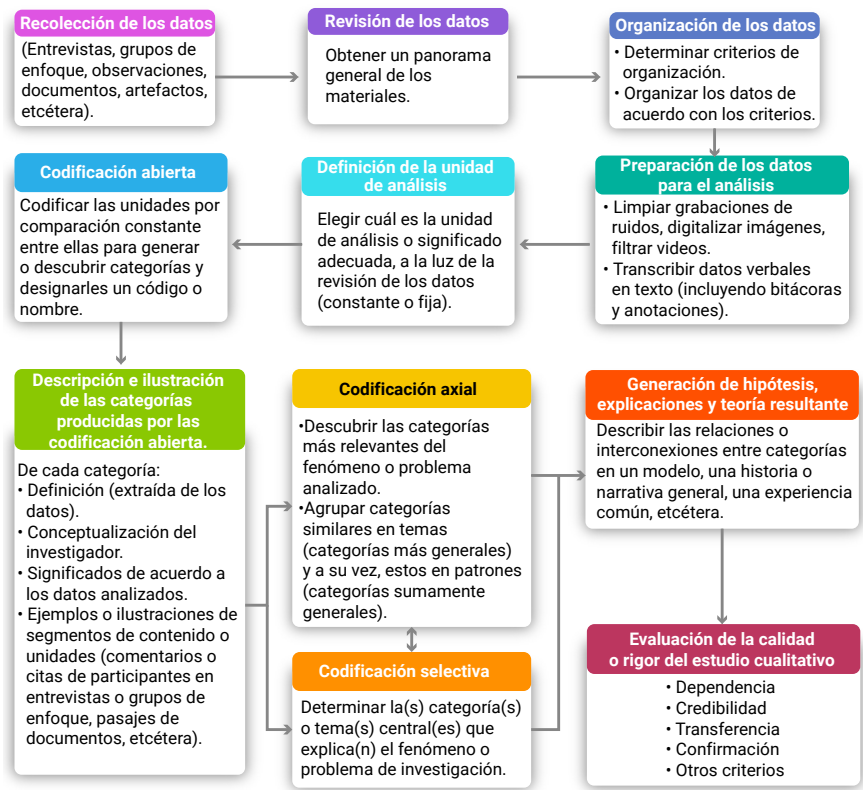 Recolección de los datos
(Entrevistas, grupos de
enfoque, observaciones,
documentos, artefactos,
etcétera).
Revisión de los datos
Obtener un panorama
general de los
materiales.
Organización de los datos
• Determinar criterios de
organización.
• Organizar los datos de
acuerdo con los criterios.
Preparación de los datos
para el análisis
• Limpiar grabaciones de
ruidos, digitalizar imágenes,
filtrar videos.
• Transcribir datos verbales
en texto (incluyendo bitácoras
y anotaciones).
Definición de la unidad
de análisis
Elegir cuál es la unidad
de análisis o significado
adecuada, a la luz de la
revisión de los datos
(constante o fija).
Codificación abierta
Codificar las unidades por
comparación constante
entre ellas para generar
o descubrir categorías y
designarles un código o
nombre.
Descripción e ilustración
de las categorías
producidas por las
codificación abierta.
De cada categoría:
• Definición (extraída de los
datos).
• Conceptualización del
investigador.
• Significados de acuerdo a
los datos analizados.
• Ejemplos o ilustraciones de
segmentos de contenido o
unidades (comentarios o
citas de participantes en
entrevistas o grupos de
enfoque, pasajes de
documentos, etcétera).
Codificación axial
•Descubrir las categorías
más relevantes del
fenómeno o problema
analizado.
•Agrupar categorías
similares en temas
(categorías más generales)
y a su vez, estos en patrones
(categorías sumamente
generales).
Codificación selectiva
Determinar la(s) categoría(s)
o tema(s) central(es) que
explica(n) el fenómeno o
problema de investigación.
Generación de hipótesis,
explicaciones y teoría resultante
Describir las relaciones o
interconexiones entre categorías
en un modelo, una historia o
narrativa general, una experiencia
común, etcétera.
Evaluación de la calidad
o rigor del estudio cualitativo
• Dependencia
• Credibilidad
• Transferencia
• Confirmación
• Otros criterios